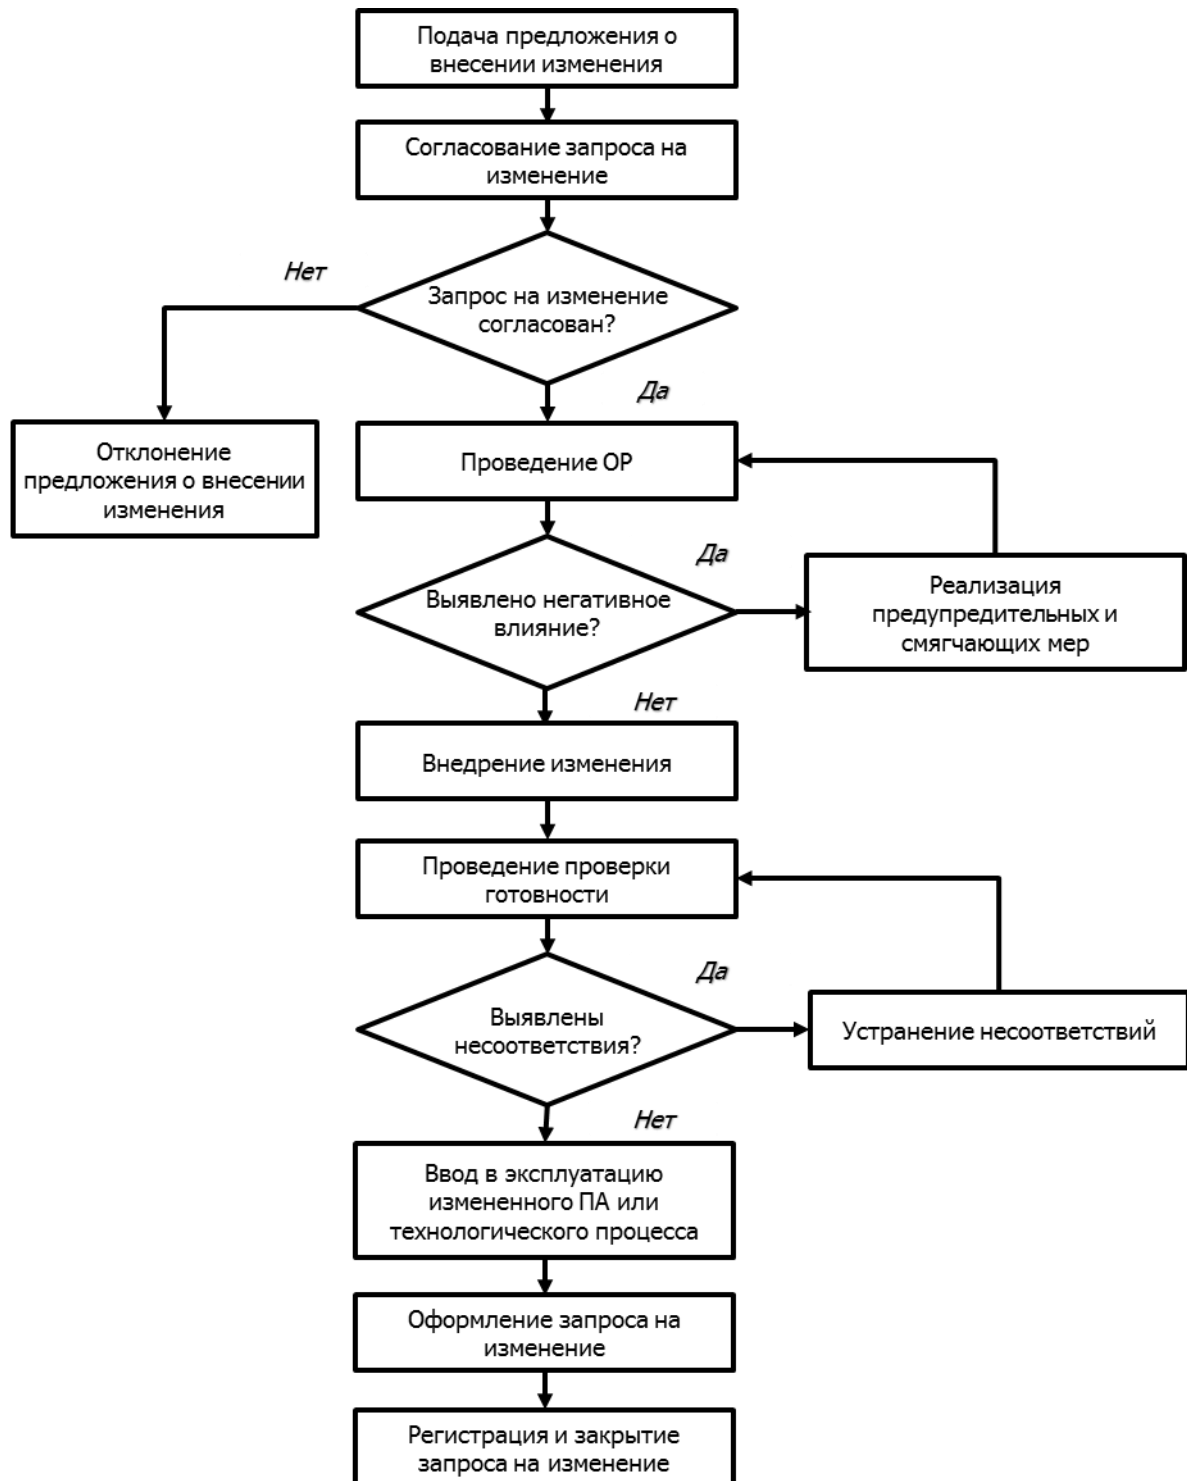 Подача предложения о
внесении изменения
Согласование запроса на
изменение
Нет
Запрос на изменение
согласован?
Да
Отклонение
предложения о внесении
изменения
Проведение ОР
Да
Выявлено негативное
влияние?
Реализация
предупредительных и
смягчающих мер
Нет
Внедрение изменения
Проведение проверки
готовности
Да
Выявлены
несоответствия?
Устранение несоответствий
Нет
Ввод в эксплуатацию
измененного ПА или
технологического процесса
Оформление запроса на
изменение
Регистрация и закрытие
запроса на изменение